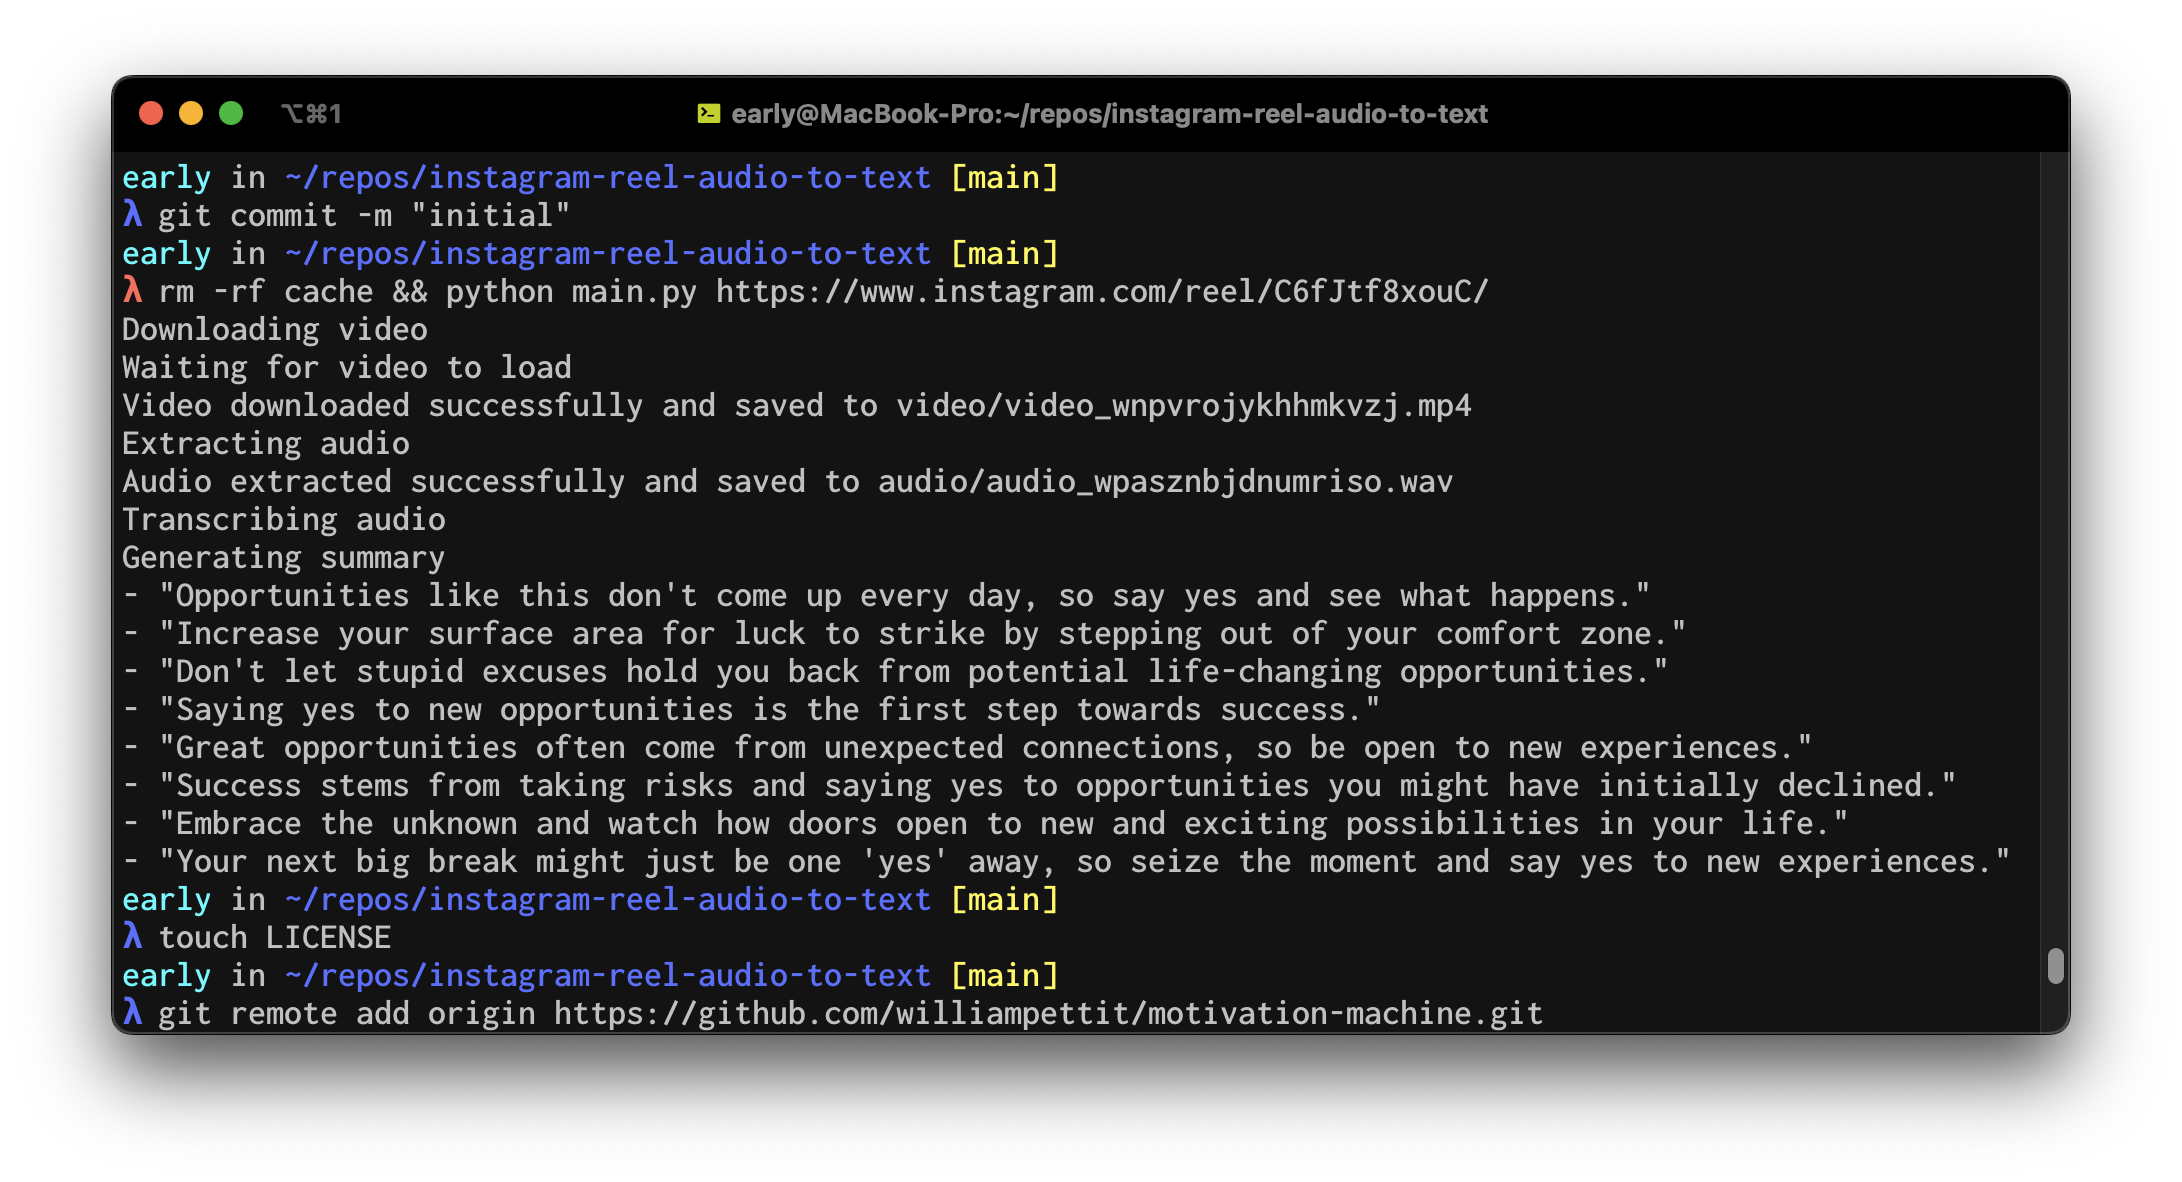 ⌥⌘1
early@MacBook-Pro:~/repos/instagram-reel-audio-to-text
early in ~/repos/instagram-reel-audio-to-text [main]
λ git commit -m "initial"
early in ~/repos/instagram-reel-audio-to-text [main]
λ rm -rf cache && python main.py https://www.instagram.com/reel/C6fJtf8xouC/
Downloading video
Waiting for video to load
Video downloaded successfully and saved to video/video_wnpvrojykhhmkvzj.mp4
Extracting audio
Audio extracted successfully and saved to audio/audio_wpasznbjdnumriso.wav
Transcribing audio
Generating summary
- "Opportunities like this don't come up every day, so say yes and see what happens."
- "Increase your surface area for luck to strike by stepping out of your comfort zone."
- "Don't let stupid excuses hold you back from potential life-changing opportunities."
- "Saying yes to new opportunities is the first step towards success."
- "Great opportunities often come from unexpected connections, so be open to new experiences."
- "Success stems from taking risks and saying yes to opportunities you might have initially declined."
- "Embrace the unknown and watch how doors open to new and exciting possibilities in your life."
- "Your next big break might just be one 'yes' away, so seize the moment and say yes to new experiences."
early in ~/repos/instagram-reel-audio-to-text [main]
λ touch LICENSE
early in ~/repos/instagram-reel-audio-to-text [main]
λ git remote add origin https://github.com/williampettit/motivation-machine.git